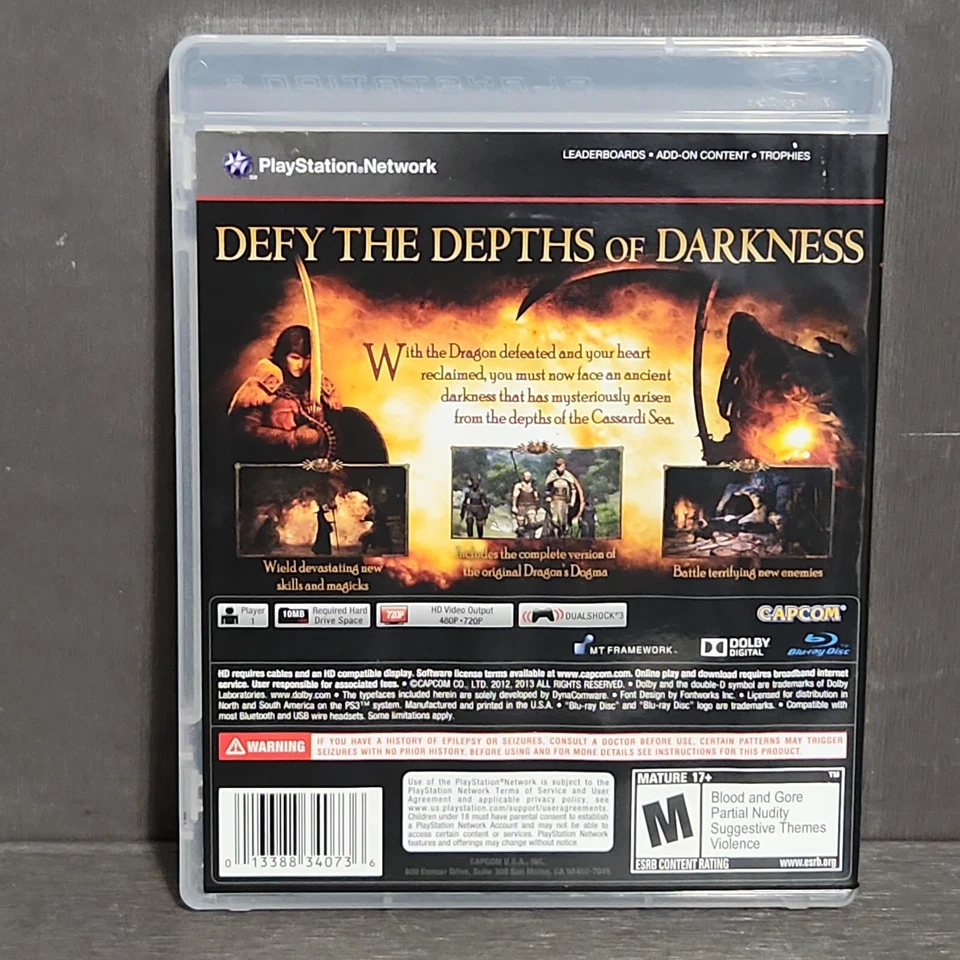 PlayStation®Network
LEADERBOARDS • ADD-ON CONTENT • TROPHIES
DEFY THE DEPTHS OF DARKNESS
With the Dragon defeated and your heart
reclaimed, you must now face an ancient
darkness that has mysteriously arisen
from the depths of the Cassardi Sea.
Wield devastating new
skills and magicks
Includes the complete version of
the original Dragon's Dogma
Battle terrifying new enemies
Player
1
10MB
Required Hard
Drive Space
720P
HD Video Output
480P • 720P
DUALSHOCK®3
CAPCOM®
MT FRAMEWORK™
DOLBY
DIGITAL
Blu-ray Disc™
HD requires cables and an HD compatible display. Software license terms available at www.capcom.com. Online play and download requires broadband Internet
service. User responsible for associated fees. • ©CAPCOM CO., LTD. 2012, 2013 ALL RIGHTS RESERVED. • Dolby and the double-D symbol are trademarks of Dolby
Laboratories. www.dolby.com • The typefaces included herein are solely developed by DynaComware. • Font Design by Fontworks Inc. • Licensed for distribution in
North and South America on the PS3™ system. Manufactured and printed in the U.S.A. • "Blu-ray Disc" and "Blu-ray Disc" logo are trademarks. • Compatible with
most Bluetooth and USB wire headsets. Some limitations apply.
WARNING
IF YOU HAVE A HISTORY OF EPILEPSY OR SEIZURES, CONSULT A DOCTOR BEFORE USE. CERTAIN PATTERNS MAY TRIGGER
SEIZURES WITH NO PRIOR HISTORY. BEFORE USING AND FOR MORE DETAILS SEE INSTRUCTIONS FOR THIS PRODUCT.
0 13388 34073 6
Use of the PlayStation®Network is subject to the
PlayStation Network Terms of Service and User
Agreement and applicable privacy policy, see
www.us.playstation.com/support/useragreements.
Children under 18 must have parental consent to establish
a PlayStation Network Account and may not be able to
access certain content or services. PlayStation Network
features and offerings may change without notice.
CAPCOM U.S.A., INC.
800 Concar Drive, Suite 300 San Mateo, CA 94402-7045
MATURE 17+
TM
M
Blood and Gore
Partial Nudity
Suggestive Themes
Violence
ESRB CONTENT RATING
www.esrb.org